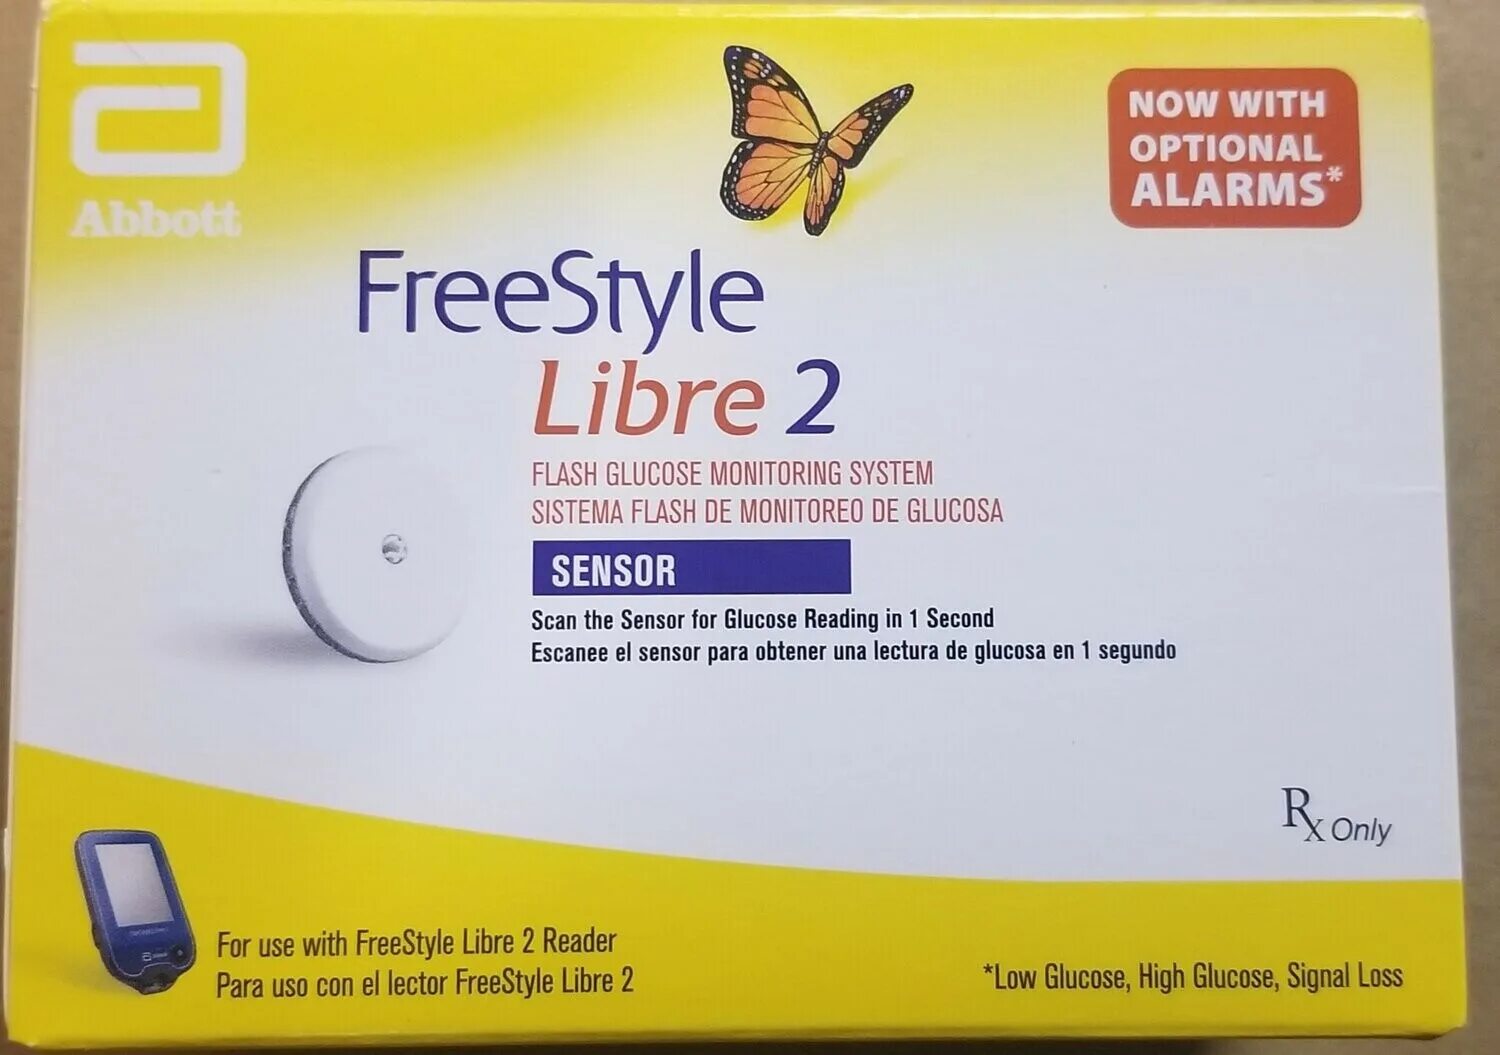 Abbott
NOW WITH
OPTIONAL
ALARMS*
FreeStyle
Libre 2
FLASH GLUCOSE MONITORING SYSTEM
SISTEMA FLASH DE MONITOREO DE GLUCOSA
SENSOR
Scan the Sensor for Glucose Reading in 1 Second
Escanee el sensor para obtener una lectura de glucosa en 1 segundo
Rx Only
For use with FreeStyle Libre 2 Reader
Para uso con el lector FreeStyle Libre 2
*Low Glucose, High Glucose, Signal Loss